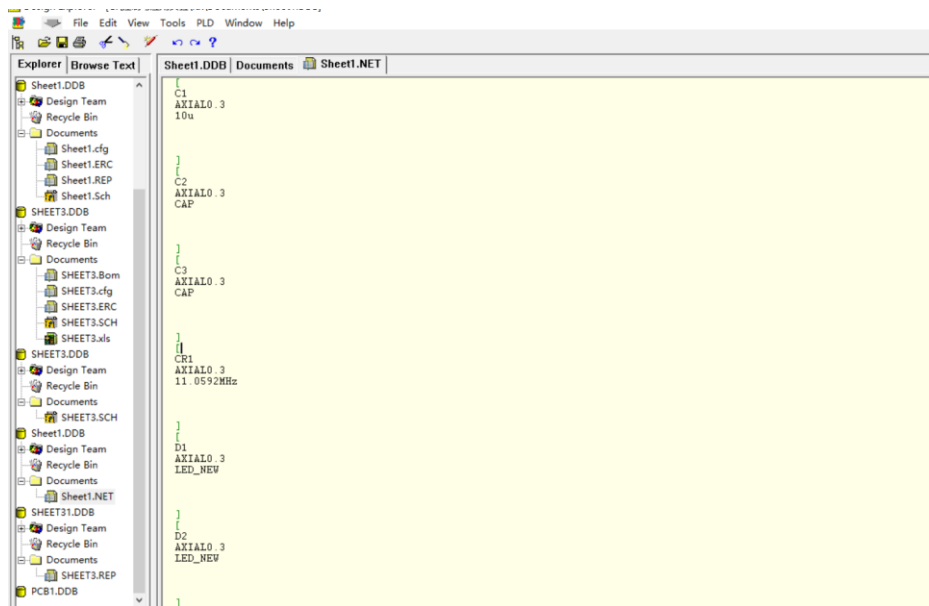 File Edit View Tools PLD Window Help
Explorer Browse Text
Sheet1.DDB Documents Sheet1.NET
Sheet1.DDB
Design Team
Recycle Bin
Documents
Sheet1.cfg
Sheet1.ERC
Sheet1.REP
Sheet1.Sch
SHEET3.DDB
Design Team
Recycle Bin
Documents
SHEET3.Bom
SHEET3.cfg
SHEET3.ERC
SHEET3.SCH
SHEET3.xls
SHEET3.DDB
Design Team
Recycle Bin
Documents
SHEET3.SCH
Sheet1.DDB
Design Team
Recycle Bin
Documents
Sheet1.NET
SHEET31.DDB
Design Team
Recycle Bin
Documents
SHEET3.REP
PCB1.DDB
[
C1
AXIAL0.3
10u
]
[
C2
AXIAL0.3
CAP
]
[
C3
AXIAL0.3
CAP
]
[
CR1
AXIAL0.3
11.0592MHz
]
[
D1
AXIAL0.3
LED_NEW
]
[
D2
AXIAL0.3
LED_NEW
]